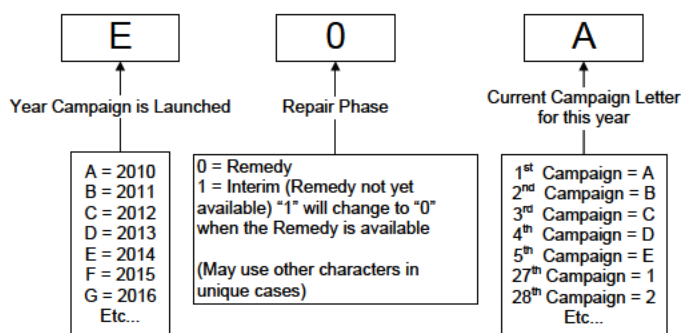 E
0
A
Year Campaign is Launched
Repair Phase
Current Campaign Letter
for this year
A = 2010
B = 2011
C = 2012
D = 2013
E = 2014
F = 2015
G = 2016
Etc...
0 = Remedy
1 = Interim (Remedy not yet
available) “1” will change to “0”
when the Remedy is available
(May use other characters in
unique cases)
1st Campaign = A
2nd Campaign = B
3rd Campaign = C
4th Campaign = D
5th Campaign = E
27th Campaign = 1
28th Campaign = 2
Etc...